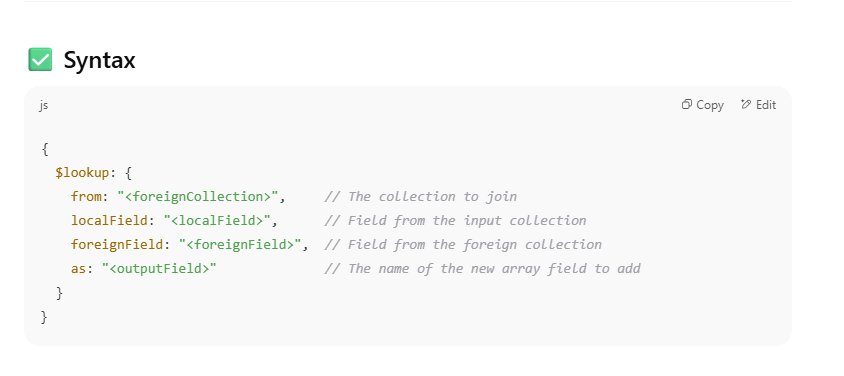 ✅ Syntax
js
Copy
Edit
{
  $lookup: {
    from: "<foreignCollection>",     // The collection to join
    localField: "<localField>",      // Field from the input collection
    foreignField: "<foreignField>",  // Field from the foreign collection
    as: "<outputField>"              // The name of the new array field to add
  }
}